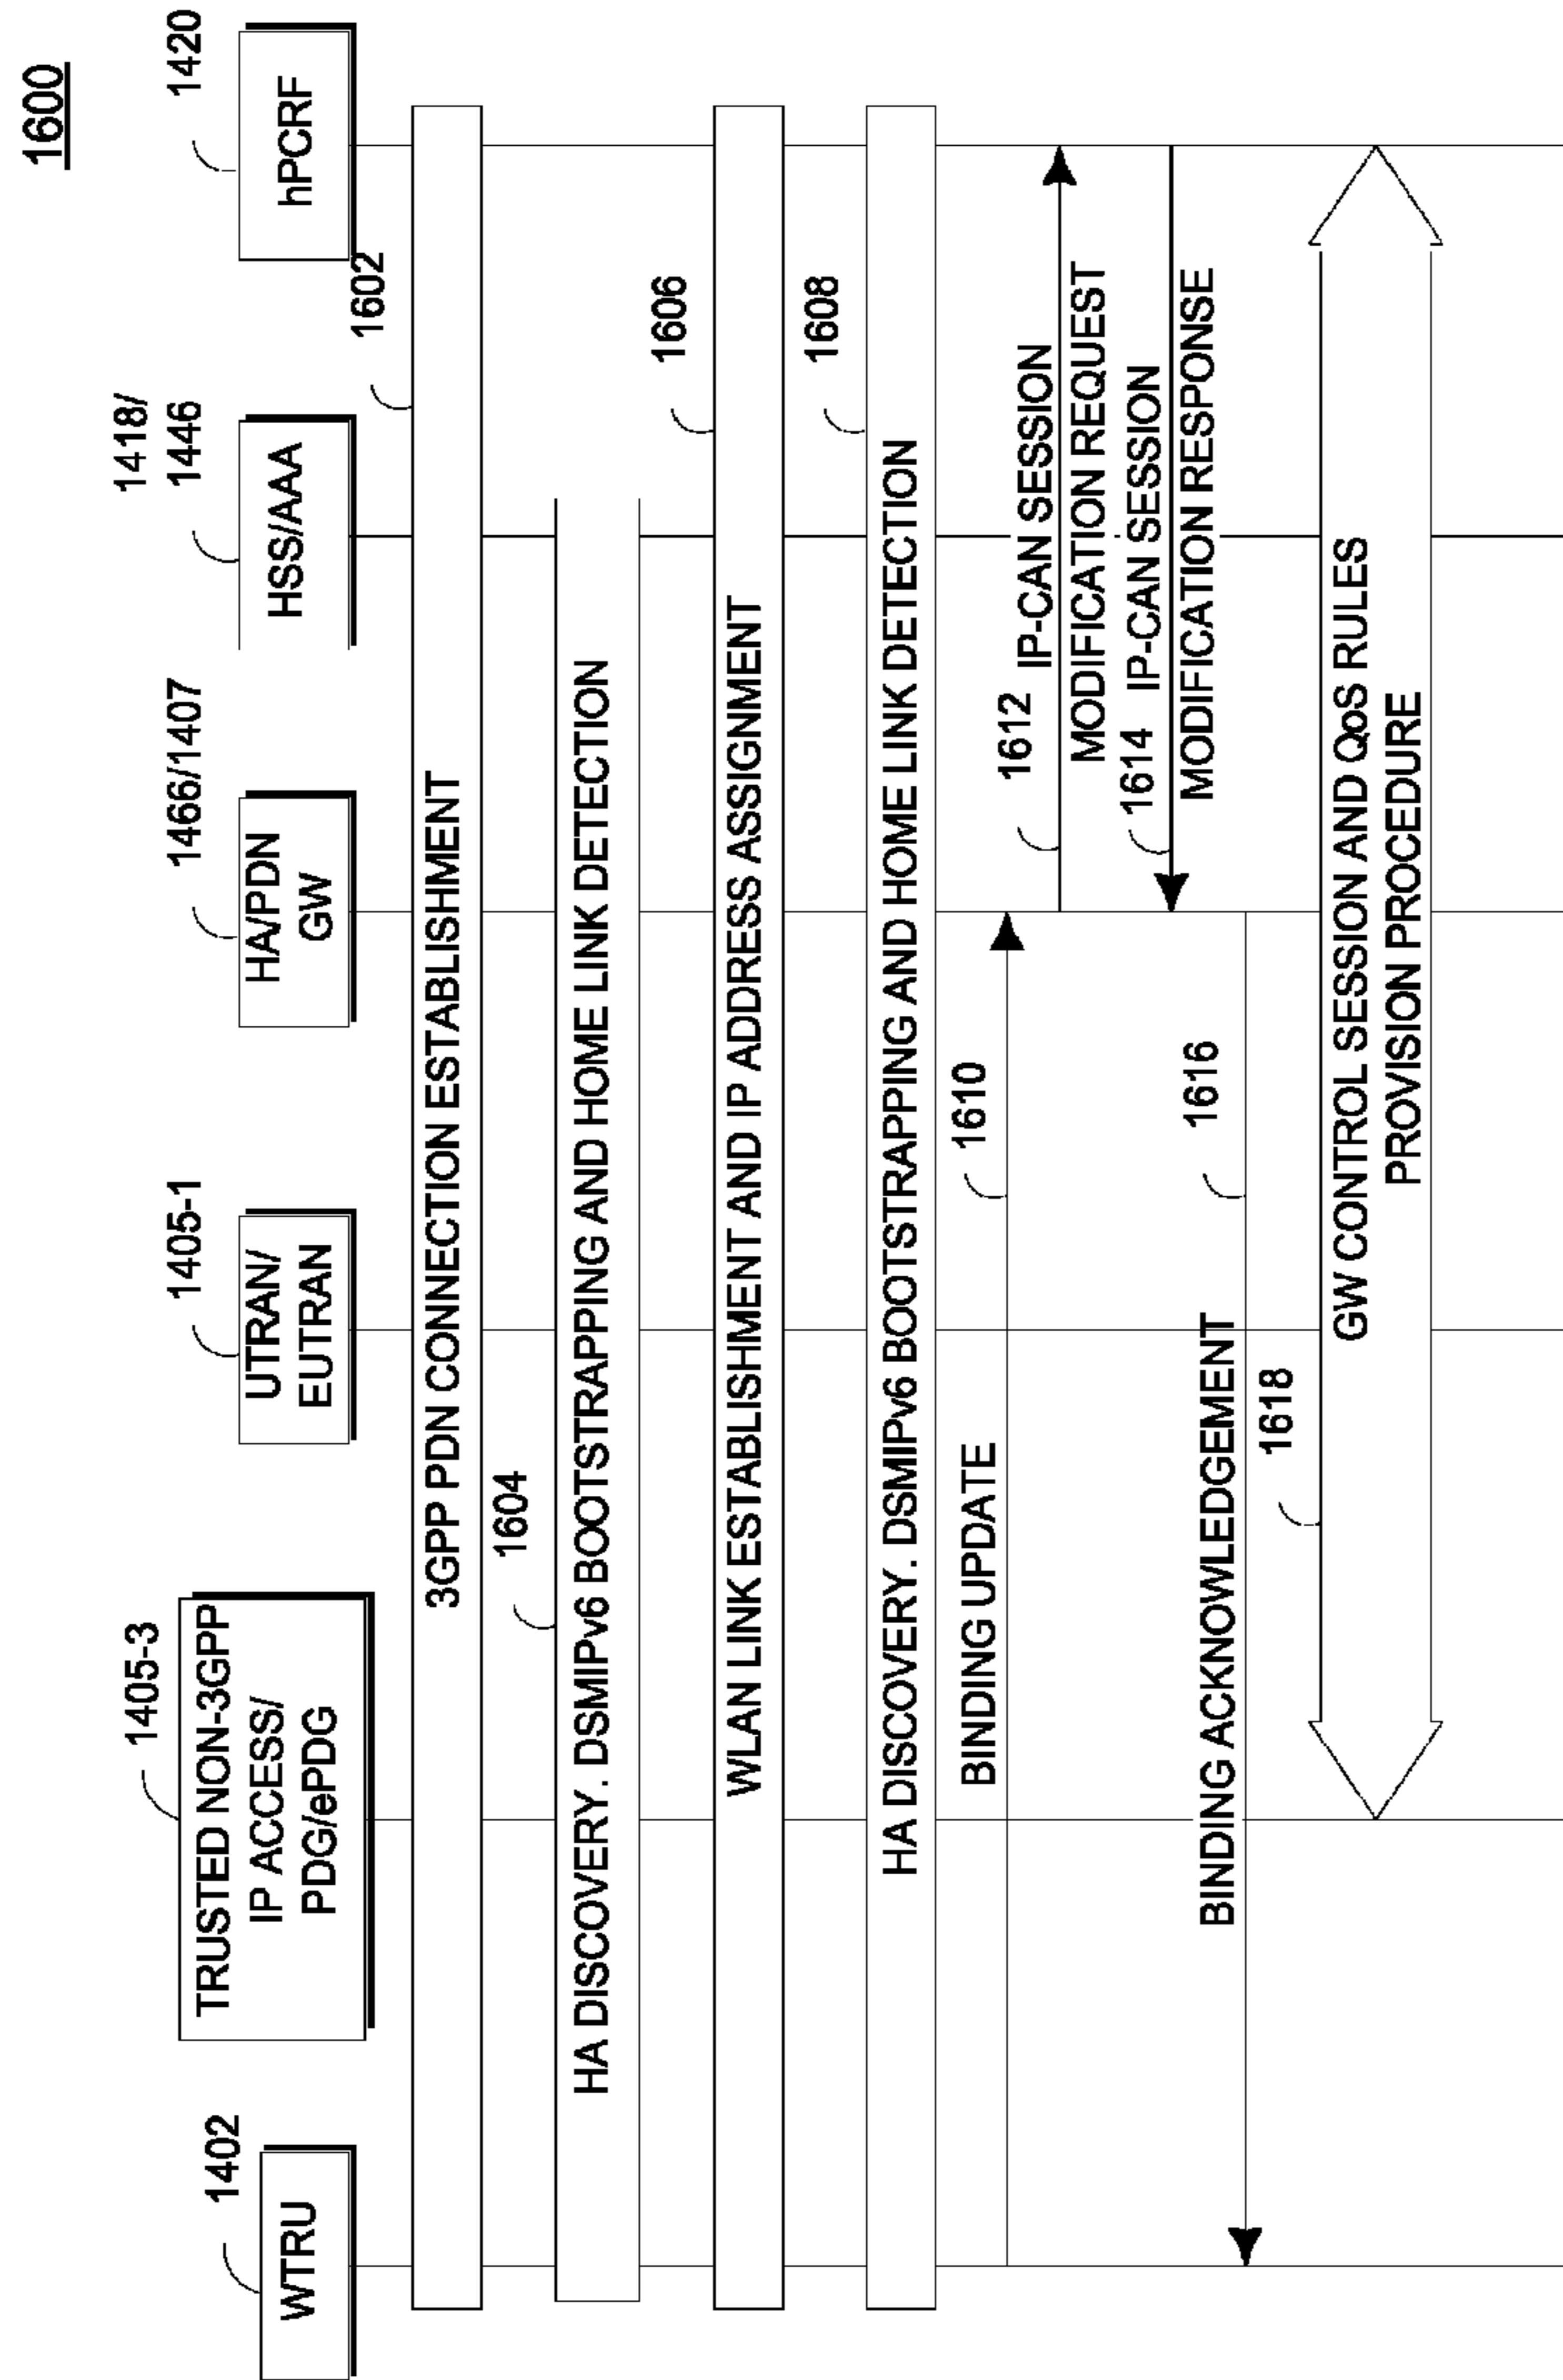 1600
1402
WTRU
1405-3
TRUSTED NON-3GPP
IP ACCESS/
PDG/ePDG
1405-1
UTRAN/
EUTRAN
1466/1407
HA/PDN
GW
1418/
1446
HSS/AAA
1420
hPCRF
1602
3GPP PDN CONNECTION ESTABLISHMENT
1604
HA DISCOVERY. DSMIPv6 BOOTSTRAPPING AND HOME LINK DETECTION
1606
WLAN LINK ESTABLISHMENT AND IP ADDRESS ASSIGNMENT
1608
HA DISCOVERY. DSMIPv6 BOOTSTRAPPING AND HOME LINK DETECTION
BINDING UPDATE
1610
1612
IP-CAN SESSION
MODIFICATION REQUEST
1614
IP-CAN SESSION
MODIFICATION RESPONSE
BINDING ACKNOWLEDGEMENT
1616
1618
GW CONTROL SESSION AND QoS RULES
PROVISION PROCEDURE